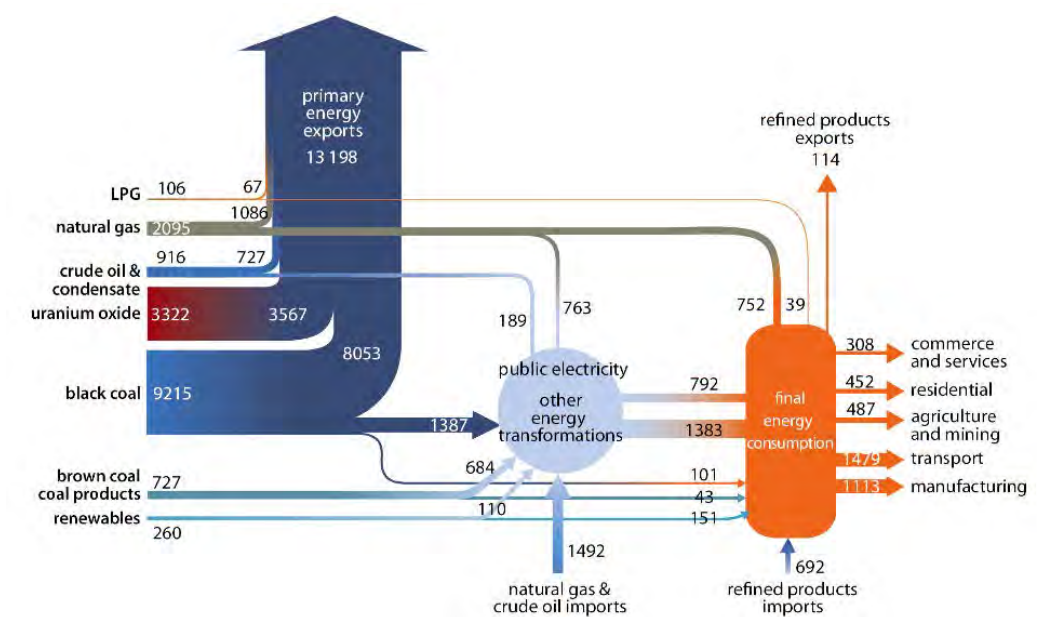 primary
energy
exports
13 198
refined products
exports
114
LPG
106
67
natural gas
2095
1086
crude oil &
condensate
916
727
uranium oxide
3322
3567
752
39
763
189
8053
black coal
9215
1387
public electricity
other
energy
transformations
792
1383
final
energy
consumption
308
commerce
and services
452
residential
487
agriculture
and mining
1479
transport
1113
manufacturing
brown coal
coal products
727
684
101
43
renewables
260
110
151
1492
natural gas &
crude oil imports
692
refined products
imports